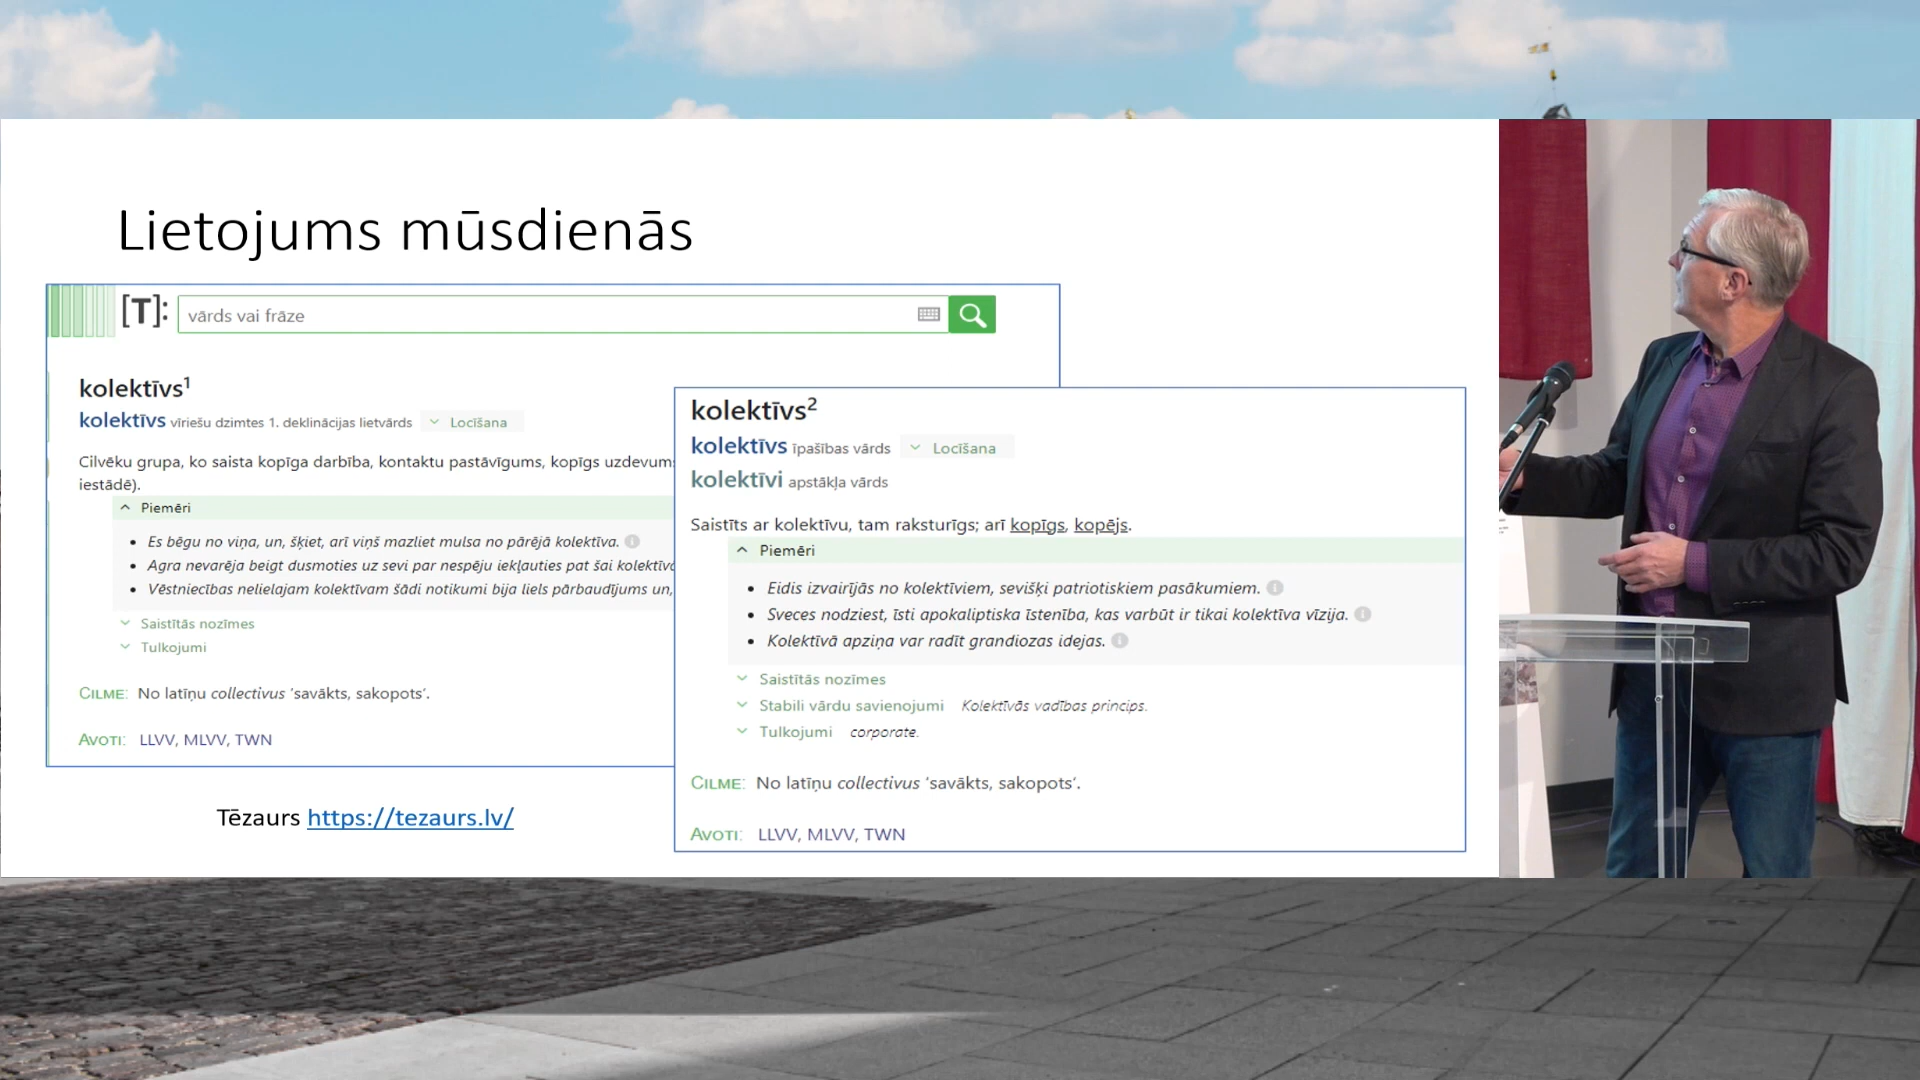 Lietojums mūsdienās
[T]:
vārds vai frāze
kolektīvs1
kolektīvs vīriešu dzimtes 1. deklinācijas lietvārds Locīšana
Cilvēku grupa, ko saista kopīga darbība, kontaktu pastāvīgums, kopīgs uzdevums
iestādē).
Piemēri
• Es bēgu no viņa, un, šķiet, arī viņš mazliet mulsa no pārējā kolektīva.
• Agra nevarēja beigt dusmoties uz sevi par nespēju iekļauties pat šai kolektīvā
• Vēstniecības nelielajam kolektīvam šādi notikumi bija liels pārbaudījums un,
Saistītās nozīmes
Tulkojumi
CILME: No latīņu collectivus 'savākts, sakopots'.
AVOTI: LLVV, MLVV, TWN
kolektīvs2
kolektīvs īpašības vārds Locīšana
kolektīvi apstākļa vārds
Saistīts ar kolektīvu, tam raksturīgs; arī kopīgs, kopējs.
Piemēri
• Eidis izvairījās no kolektīviem, sevišķi patriotiskiem pasākumiem.
• Sveces nodziest, īsti apokaliptiska īstenība, kas varbūt ir tikai kolektīva vīzija.
• Kolektīvā apziņa var radīt grandiozas idejas.
Saistītās nozīmes
Stabili vārdu savienojumi Kolektīvās vadības princips.
Tulkojumi corporate.
CILME: No latīņu collectivus 'savākts, sakopots'.
AVOTI: LLVV, MLVV, TWN
Tēzaurs https://tezaurs.lv/